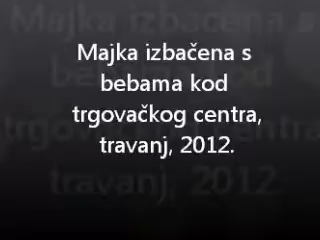 Majka izbačena s
bebama kod
trgovačkog centra,
travanj, 2012.